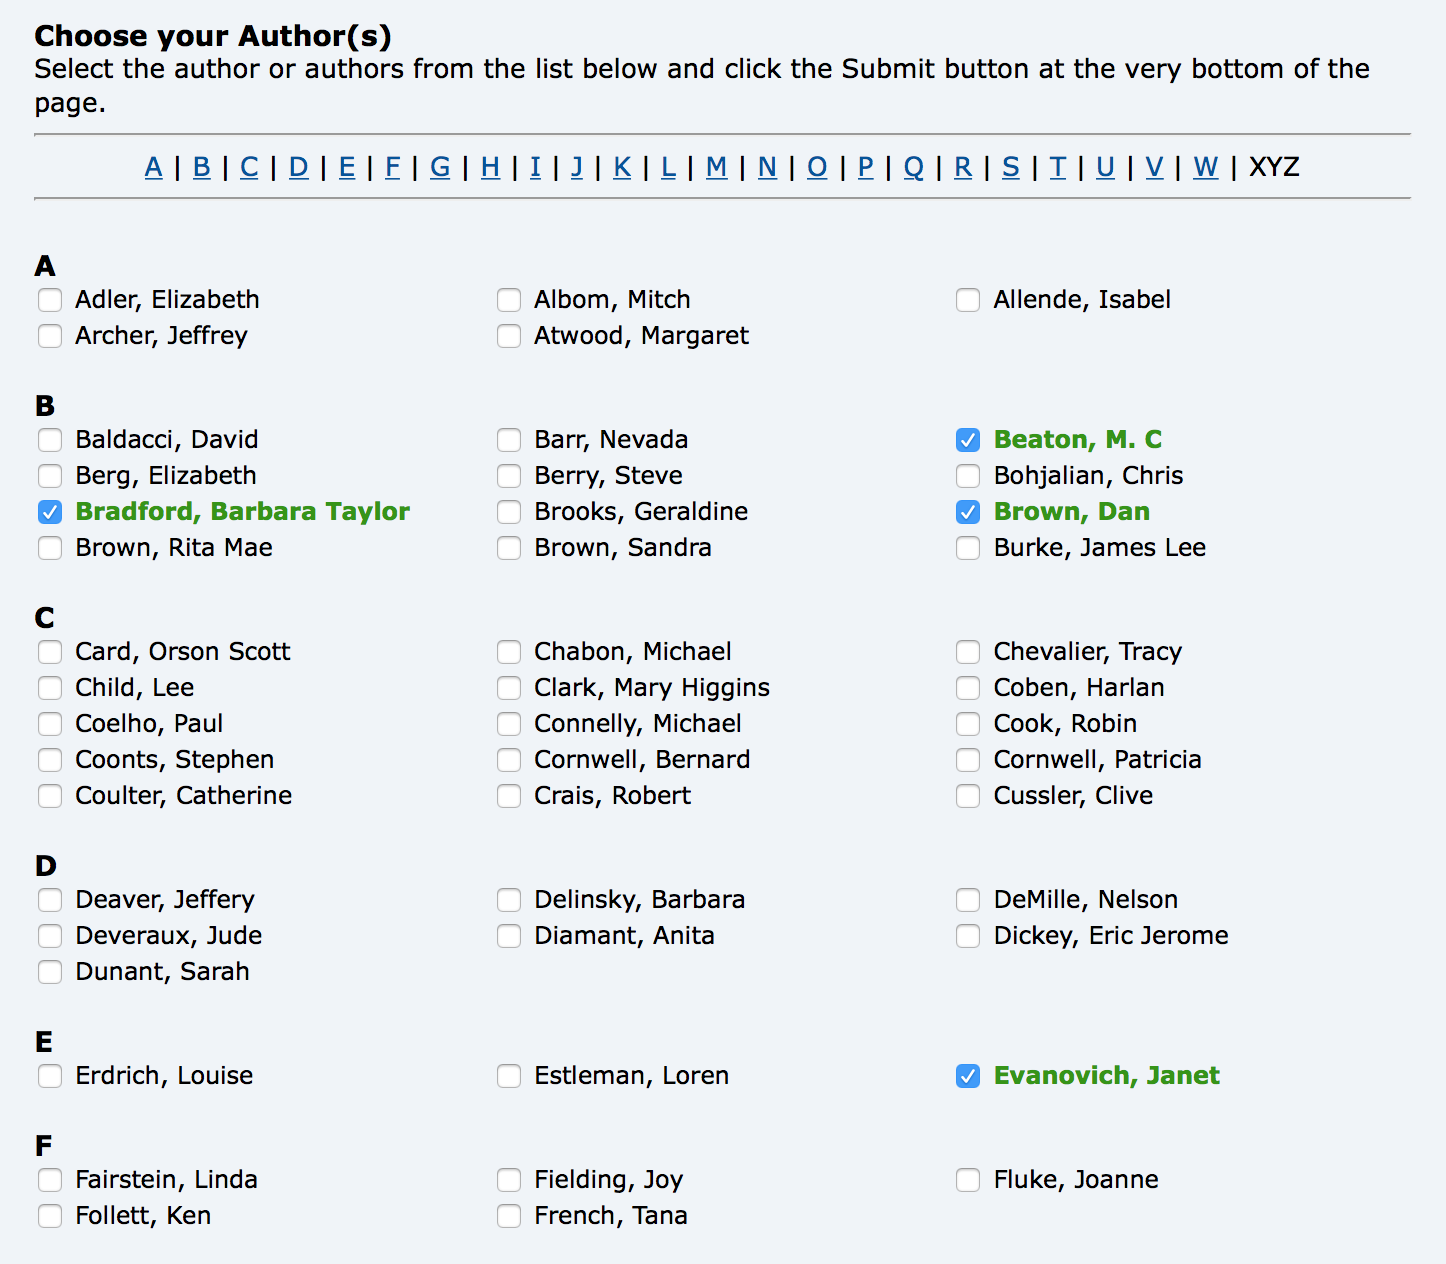 Choose your Author(s)
Select the author or authors from the list below and click the Submit button at the very bottom of the
page.
A | B | C | D | E | F | G | H | I | J | K | L | M | N | O | P | Q | R | S | T | U | V | W | XYZ
A
Adler, Elizabeth Albom, Mitch Allende, Isabel
Archer, Jeffrey Atwood, Margaret
B
Baldacci, David Barr, Nevada Beaton, M. C
Berg, Elizabeth Berry, Steve Bohjalian, Chris
Bradford, Barbara Taylor Brooks, Geraldine Brown, Dan
Brown, Rita Mae Brown, Sandra Burke, James Lee
C
Card, Orson Scott Chabon, Michael Chevalier, Tracy
Child, Lee Clark, Mary Higgins Coben, Harlan
Coelho, Paul Connelly, Michael Cook, Robin
Coonts, Stephen Cornwell, Bernard Cornwell, Patricia
Coulter, Catherine Crais, Robert Cussler, Clive
D
Deaver, Jeffery Delinsky, Barbara DeMille, Nelson
Deveraux, Jude Diamant, Anita Dickey, Eric Jerome
Dunant, Sarah
E
Erdrich, Louise Estleman, Loren Evanovich, Janet
F
Fairstein, Linda Fielding, Joy Fluke, Joanne
Follett, Ken French, Tana